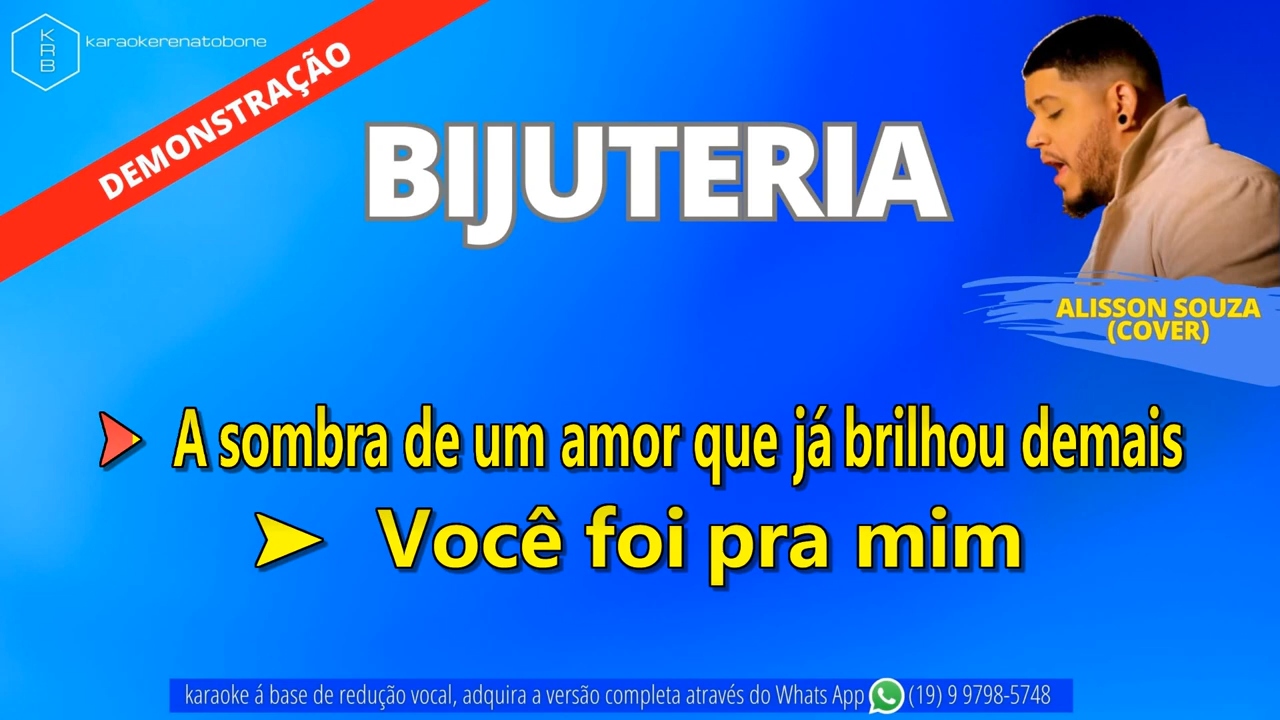 KRB
karaokerenatobone
DEMONSTRAÇÃO
BIJUTERIA
ALISSON SOUZA
(COVER)
A sombra de um amor que já brilhou demais
Você foi pra mim
karaoke á base de redução vocal, adquira a versão completa através do Whats App (19) 9 9798-5748